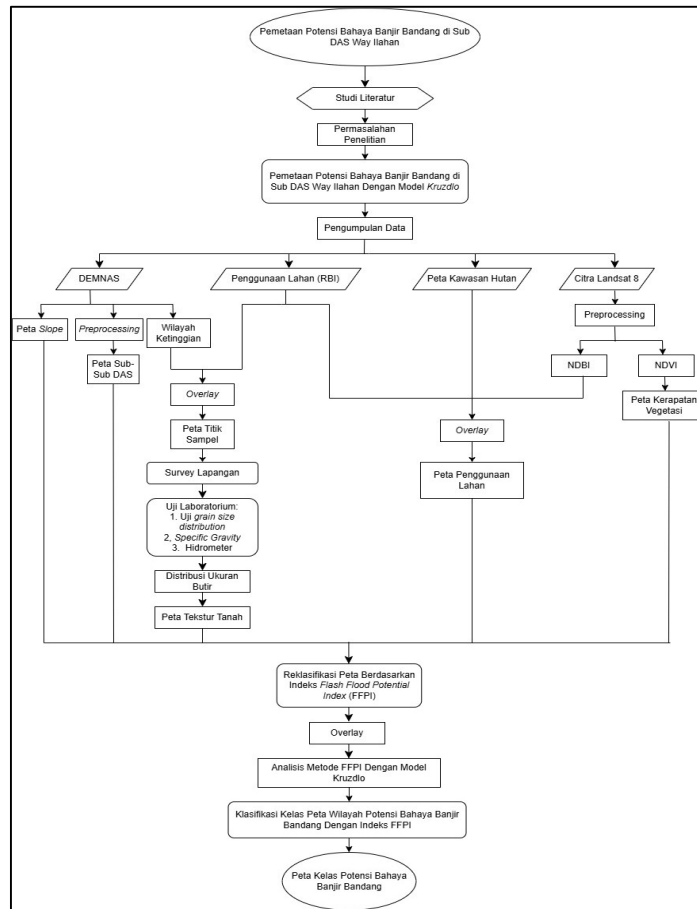 Pemetaan Potensi Bahaya Banjir Bandang di Sub
DAS Way Ilahan
Studi Literatur
Permasalahan
Penelitian
Pemetaan Potensi Bahaya Banjir Bandang di
Sub DAS Way Ilahan Dengan Model Kruzdlo
Pengumpulan Data
DEMNAS
Penggunaan Lahan (RBI)
Peta Kawasan Hutan
Citra Landsat 8
Peta Slope
Preprocessing
Wilayah
Ketinggian
Preprocessing
Peta Sub-
Sub DAS
NDBI
NDVI
Overlay
Peta Kerapatan
Vegetasi
Peta Titik
Sampel
Overlay
Survey Lapangan
Peta Penggunaan
Lahan
Uji Laboratorium:
1. Uji grain size
distribution
2, Specific Gravity
3. Hidrometer
Distribusi Ukuran
Butir
Peta Tekstur Tanah
Reklasifikasi Peta Berdasarkan
Indeks Flash Flood Potential
Index (FFPI)
Overlay
Analisis Metode FFPI Dengan Model
Kruzdlo
Klasifikasi Kelas Peta Wilayah Potensi Bahaya Banjir
Bandang Dengan Indeks FFPI
Peta Kelas Potensi Bahaya
Banjir Bandang